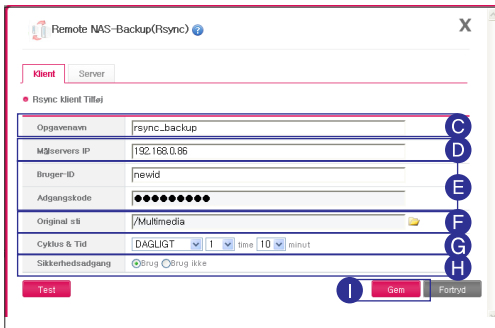 Remote NAS-Backup(Rsync) ?
X
Klient Server
Rsync klient Tilføj
Opgavenavn rsync_backup C
Målservers IP 192.168.0.86 D
Bruger-ID newid
Adgangskode ●●●●●●●●● E
Original sti /Multimedia F
Cyklus & Tid DAGLIGT 1 time 10 minut G
Sikkerhedsadgang Brug Brug ikke H
Test I Gem Fortryd